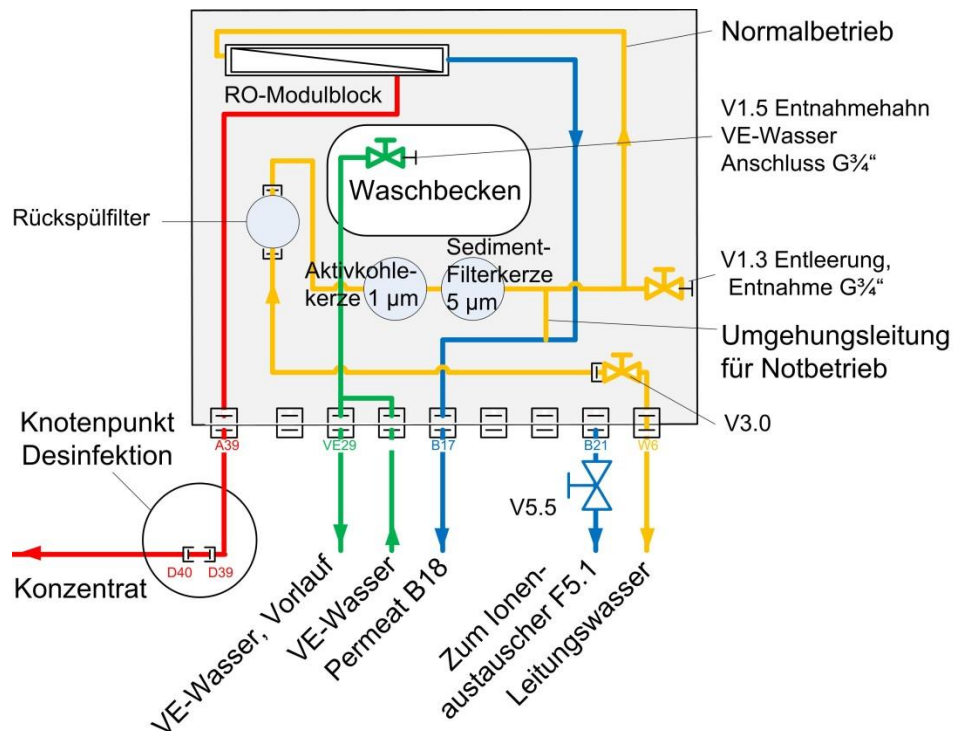 Normalbetrieb
RO-Modulblock
V1.5 Entnahmehahn
VE-Wasser
Anschluss G¾“
Waschbecken
Rückspülfilter
Aktivkohle-
kerze 1 µm
Sediment-
Filterkerze
5 µm
V1.3 Entleerung,
Entnahme G¾“
Umgehungsleitung
für Notbetrieb
V3.0
Knotenpunkt
Desinfektion
A39
VE29
B17
B21
W6
V5.5
D40
D39
Konzentrat
VE-Wasser, Vorlauf
VE-Wasser
Permeat B18
Zum Ionen-
austauscher F5.1
Leitungswasser